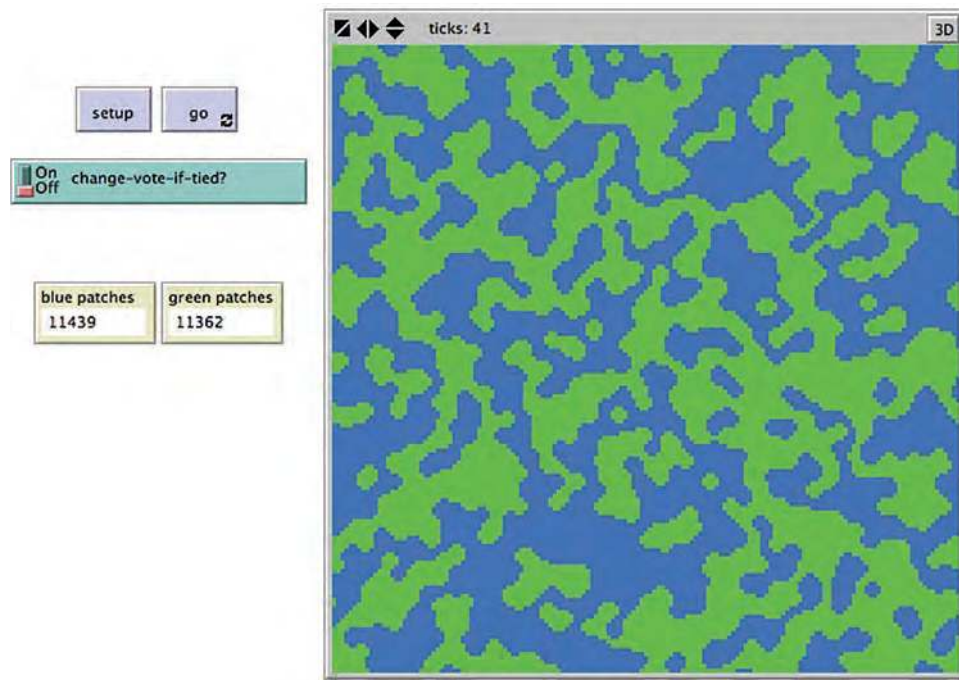 ticks: 41
3D
setup
go
On
Off
change-vote-if-tied?
blue patches
11439
green patches
11362